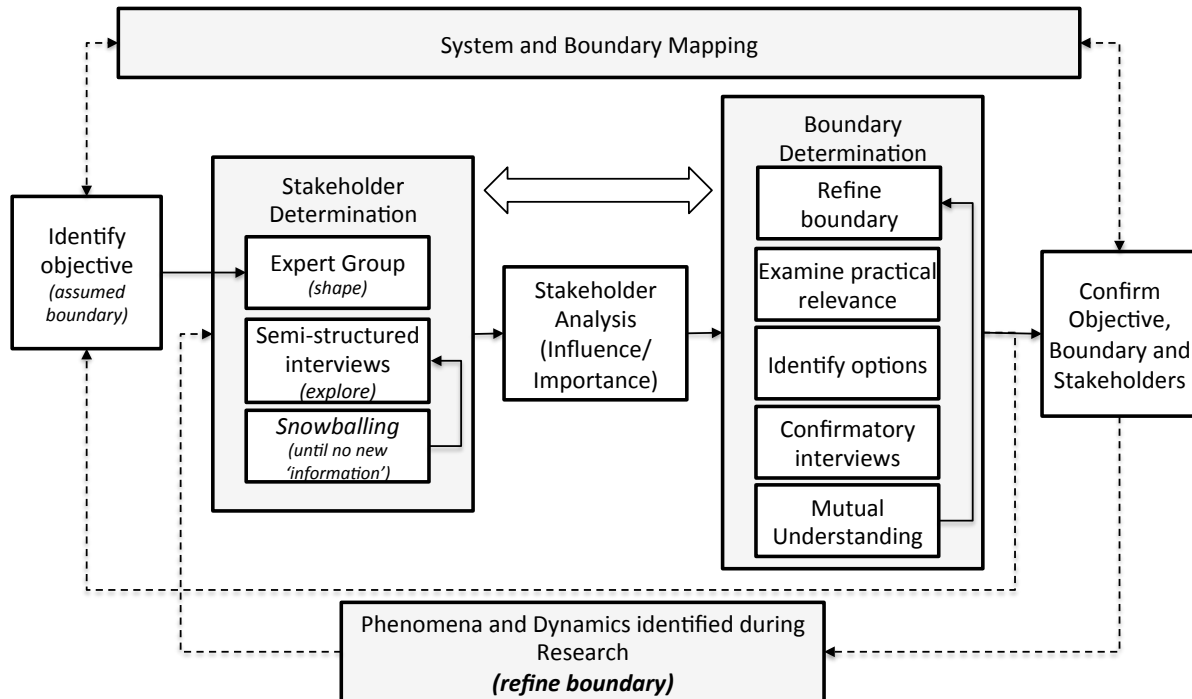 System and Boundary Mapping
Identify
objective
(assumed
boundary)
Stakeholder
Determination
Expert Group
(shape)
Semi-structured
interviews
(explore)
Snowballing
(until no new
‘information’)
Stakeholder
Analysis
(Influence/
Importance)
Boundary
Determination
Refine
boundary
Examine practical
relevance
Identify options
Confirmatory
interviews
Mutual
Understanding
Confirm
Objective,
Boundary and
Stakeholders
Phenomena and Dynamics identified during
Research
(refine boundary)